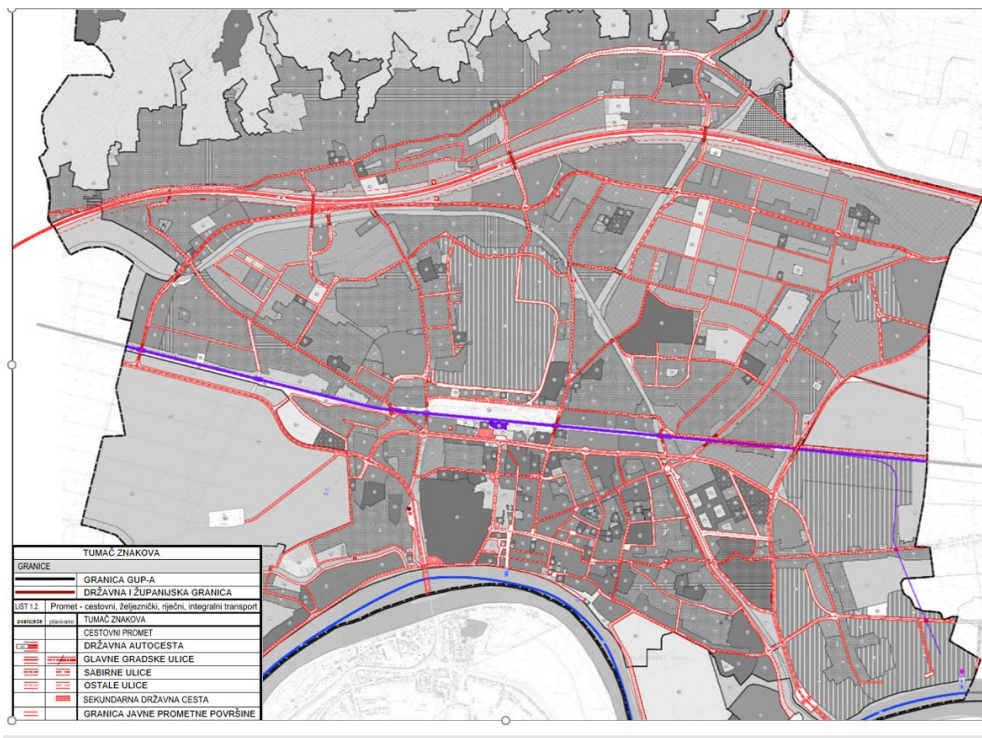 TUMAČ ZNAKOVA
GRANICE
GRANICA GUP-A
DRŽAVNA I ŽUPANIJSKA GRANICA
LIST 1.2. Promet - cestovni, željeznički, riječni, integralni transport
postojeće planirano TUMAČ ZNAKOVA
CESTOVNI PROMET
DRŽAVNA AUTOCESTA
GLAVNE GRADSKE ULICE
SABIRNE ULICE
OSTALE ULICE
SEKUNDARNA DRŽAVNA CESTA
GRANICA JAVNE PROMETNE POVRŠINE